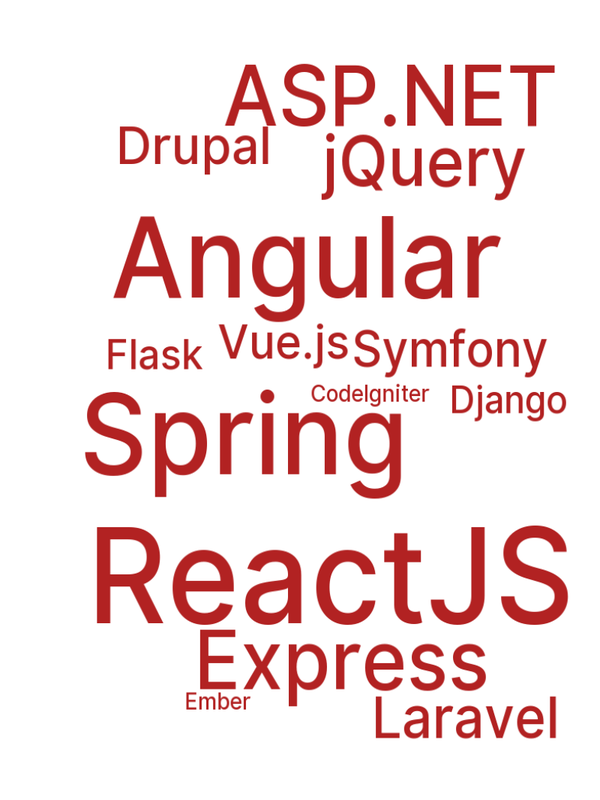 ASP.NET
Drupal
jQuery
Angular
Vue.js
Symfony
Flask
CodeIgniter
Django
Spring
ReactJS
Express
Ember
Laravel